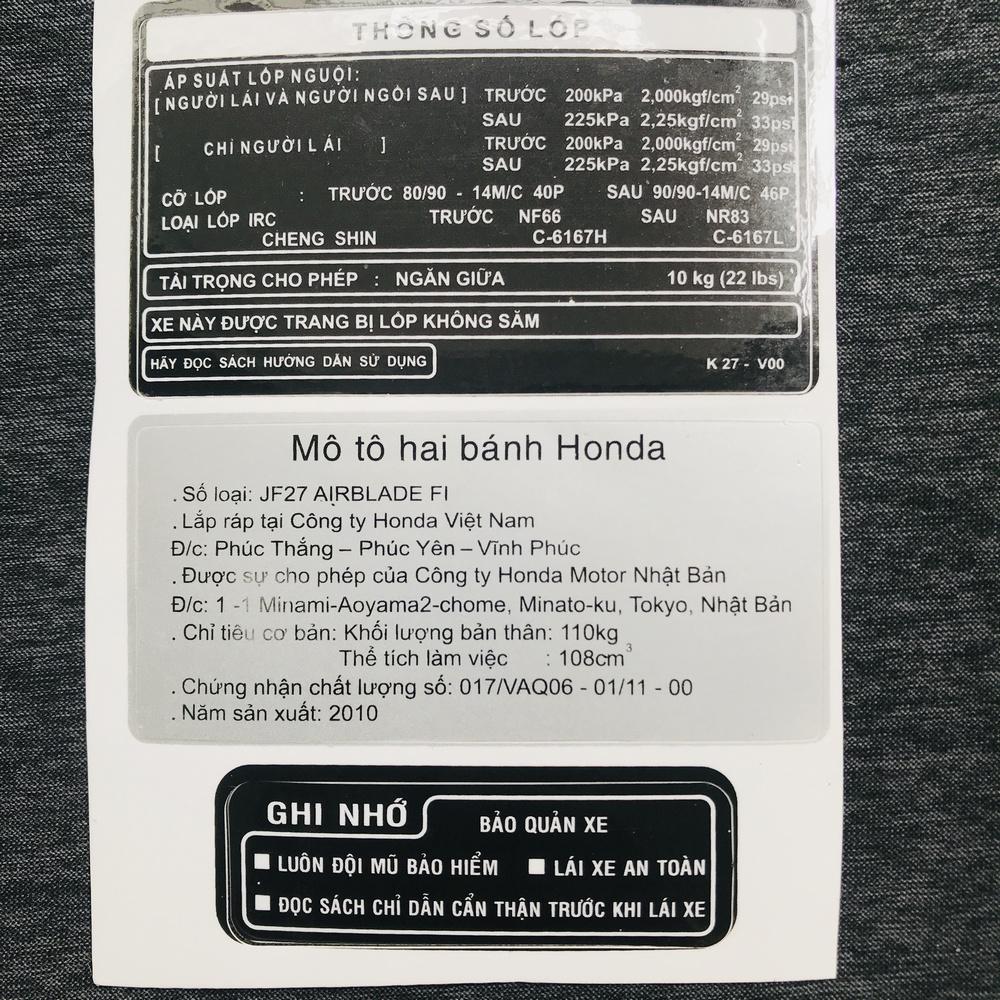 THÔNG SỐ LỐP
ÁP SUẤT LỐP NGUỘI:
[ NGƯỜI LÁI VÀ NGƯỜI NGỒI SAU ] TRƯỚC 200kPa 2,000kgf/cm² 29psi
SAU 225kPa 2,25kgf/cm² 33psi
[ CHỈ NGƯỜI LÁI ] TRƯỚC 200kPa 2,000kgf/cm² 29psi
SAU 225kPa 2,25kgf/cm² 33psi
CỠ LỐP : TRƯỚC 80/90 - 14M/C 40P SAU 90/90-14M/C 46P
LOẠI LỐP IRC TRƯỚC NF66 SAU NR83
CHENG SHIN C-6167H C-6167L
TẢI TRỌNG CHO PHÉP : NGĂN GIỮA 10 kg (22 lbs)
XE NÀY ĐƯỢC TRANG BỊ LỐP KHÔNG SĂM
HÃY ĐỌC SÁCH HƯỚNG DẪN SỬ DỤNG K 27 - V00
Mô tô hai bánh Honda
. Số loại: JF27 AIRBLADE FI
. Lắp ráp tại Công ty Honda Việt Nam
Đ/c: Phúc Thắng – Phúc Yên – Vĩnh Phúc
. Được sự cho phép của Công ty Honda Motor Nhật Bản
Đ/c: 1 -1 Minami-Aoyama2-chome, Minato-ku, Tokyo, Nhật Bản
. Chỉ tiêu cơ bản: Khối lượng bản thân: 110kg
Thể tích làm việc : 108cm³
. Chứng nhận chất lượng số: 017/VAQ06 - 01/11 - 00
. Năm sản xuất: 2010
GHI NHỚ BẢO QUẢN XE
■ LUÔN ĐỘI MŨ BẢO HIỂM ■ LÁI XE AN TOÀN
■ ĐỌC SÁCH CHỈ DẪN CẨN THẬN TRƯỚC KHI LÁI XE